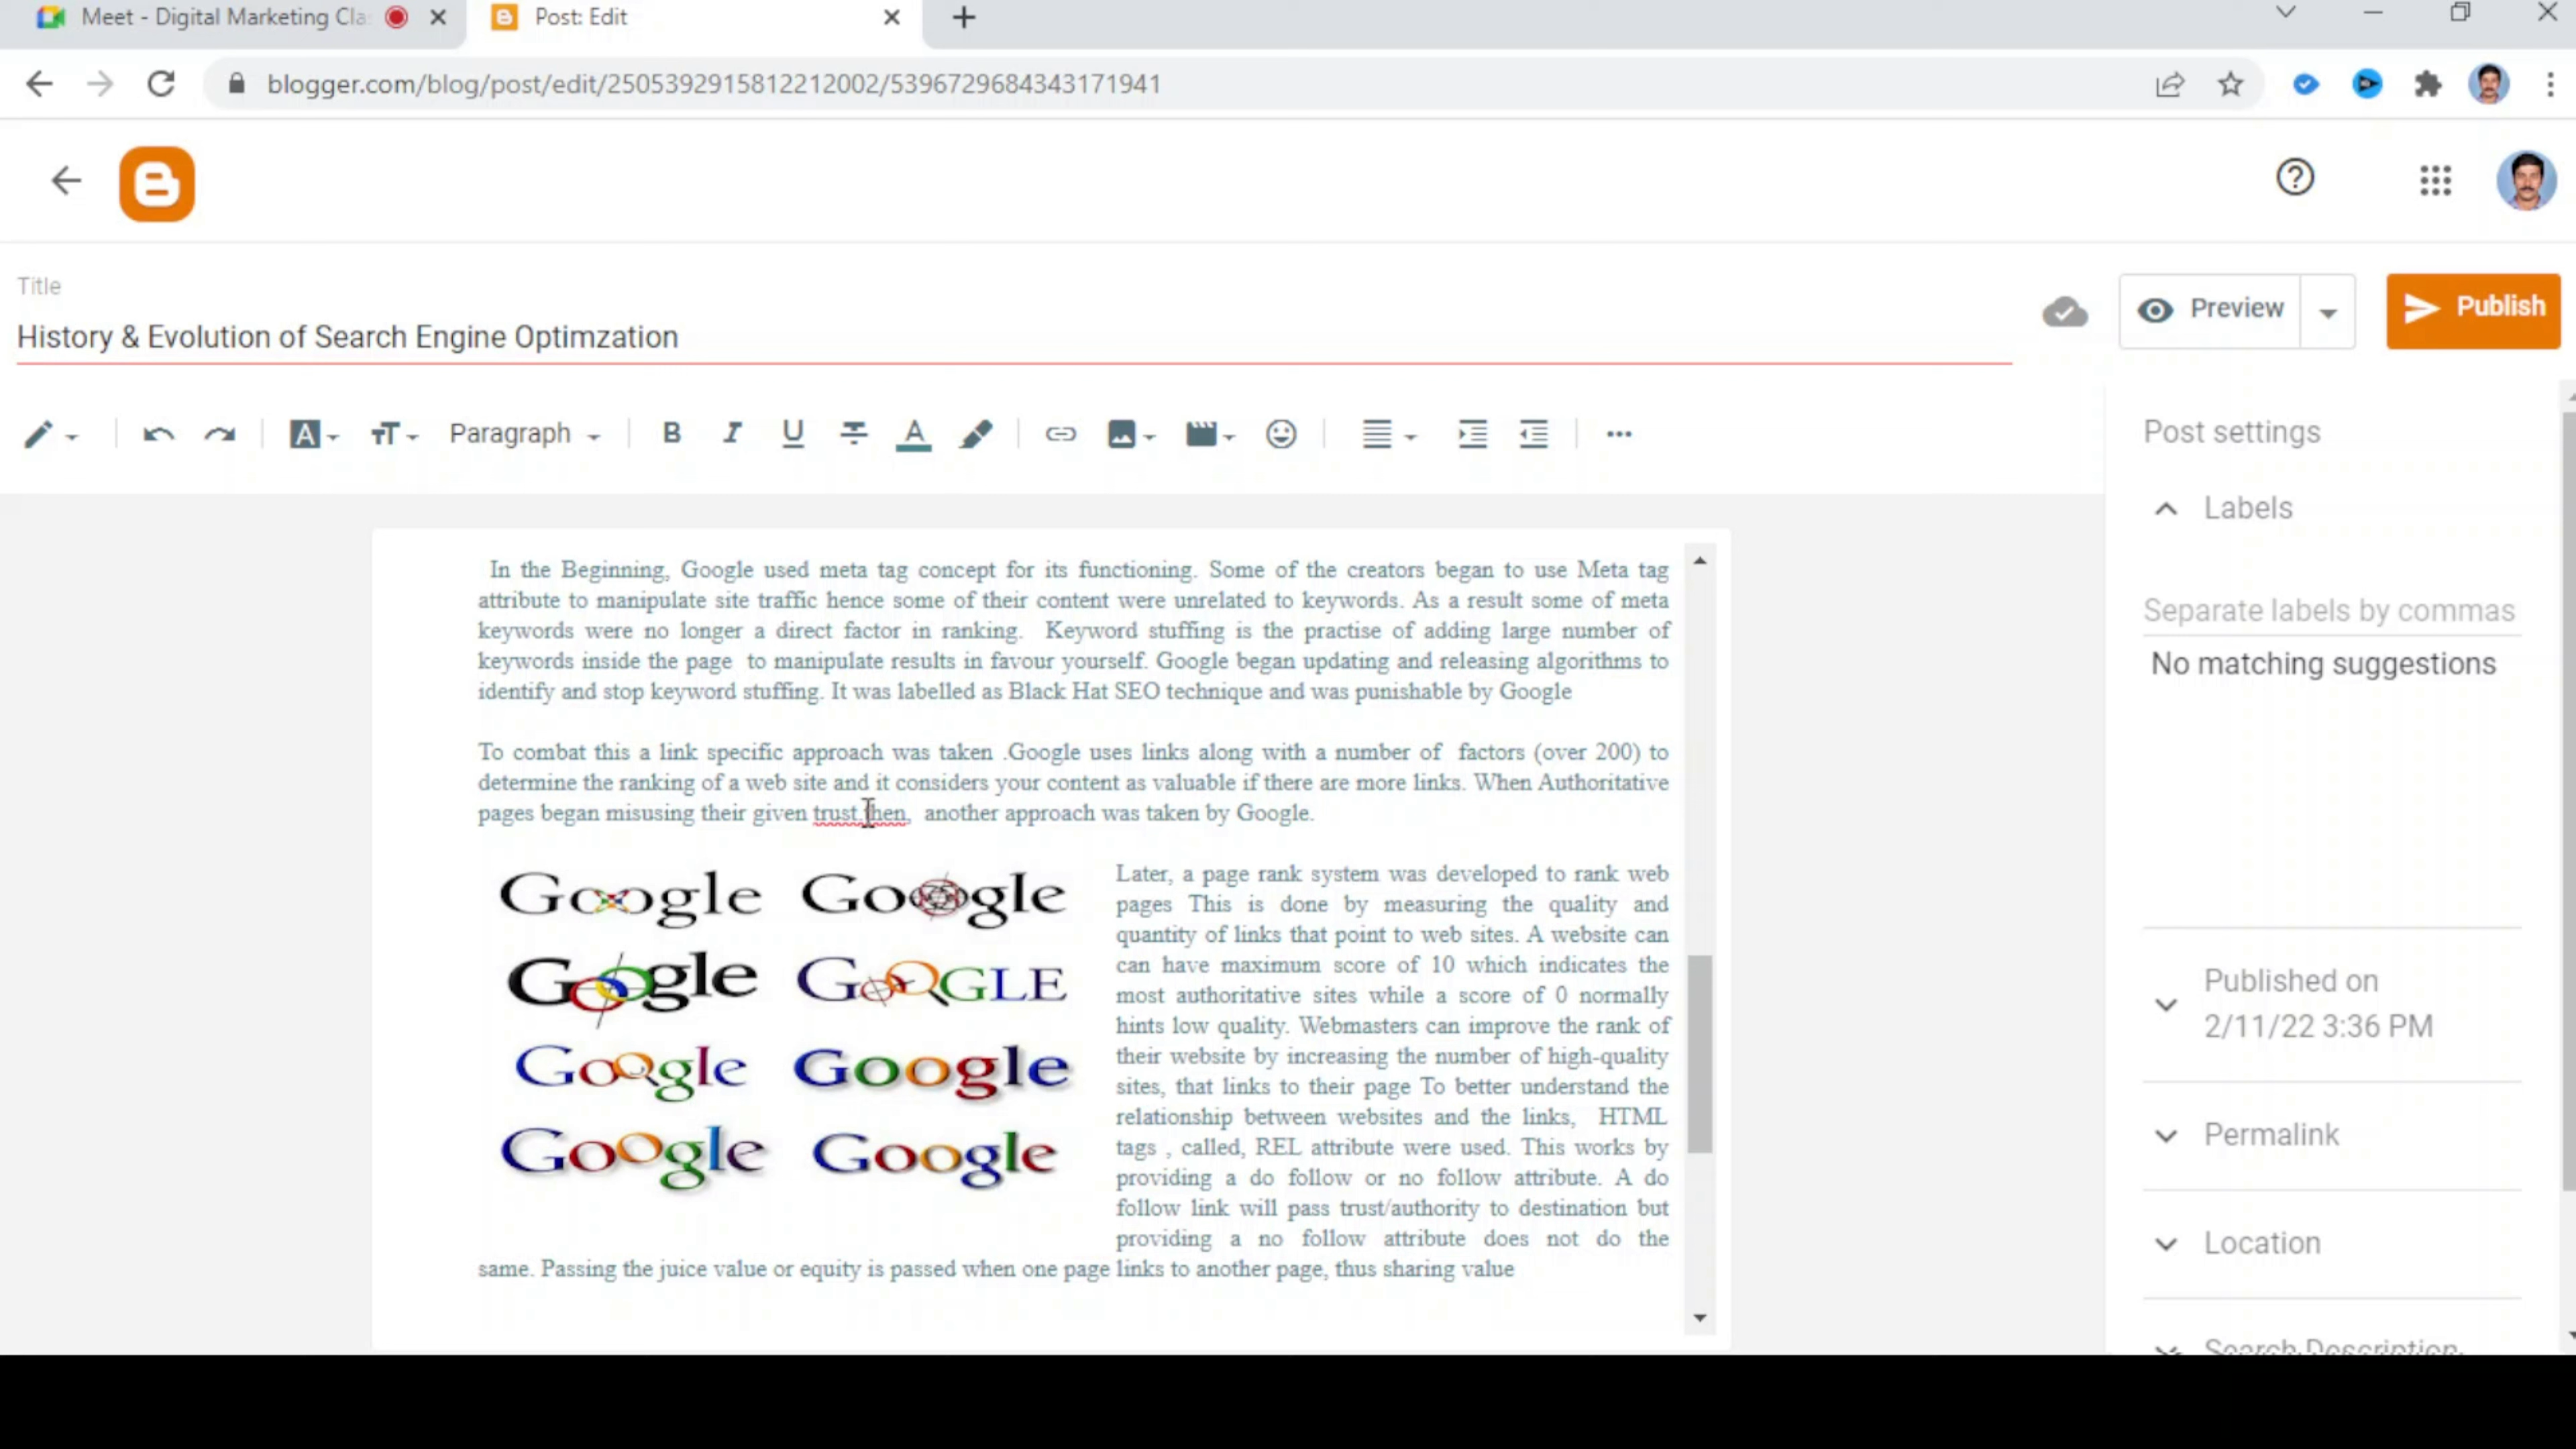 Meet - Digital Marketing Cla
Post: Edit
blogger.com/blog/post/edit/2505392915812212002/5396729684343171941
Title
History & Evolution of Search Engine Optimzation
Preview
Publish
Paragraph
Post settings
Labels
Separate labels by commas
No matching suggestions
In the Beginning, Google used meta tag concept for its functioning. Some of the creators began to use Meta tag
attribute to manipulate site traffic hence some of their content were unrelated to keywords. As a result some of meta
keywords were no longer a direct factor in ranking. Keyword stuffing is the practise of adding large number of
keywords inside the page to manipulate results in favour yourself. Google began updating and releasing algorithms to
identify and stop keyword stuffing. It was labelled as Black Hat SEO technique and was punishable by Google
To combat this a link specific approach was taken .Google uses links along with a number of factors (over 200) to
determine the ranking of a web site and it considers your content as valuable if there are more links. When Authoritative
pages began misusing their given trust,then, another approach was taken by Google.
Google Google
Google GOOGLE
Google Google
Google Google
Later, a page rank system was developed to rank web
pages This is done by measuring the quality and
quantity of links that point to web sites. A website can
can have maximum score of 10 which indicates the
most authoritative sites while a score of 0 normally
hints low quality. Webmasters can improve the rank of
their website by increasing the number of high-quality
sites, that links to their page To better understand the
relationship between websites and the links, HTML
tags , called, REL attribute were used. This works by
providing a do follow or no follow attribute. A do
follow link will pass trust/authority to destination but
providing a no follow attribute does not do the
same. Passing the juice value or equity is passed when one page links to another page, thus sharing value
Published on
2/11/22 3:36 PM
Permalink
Location
Search Description